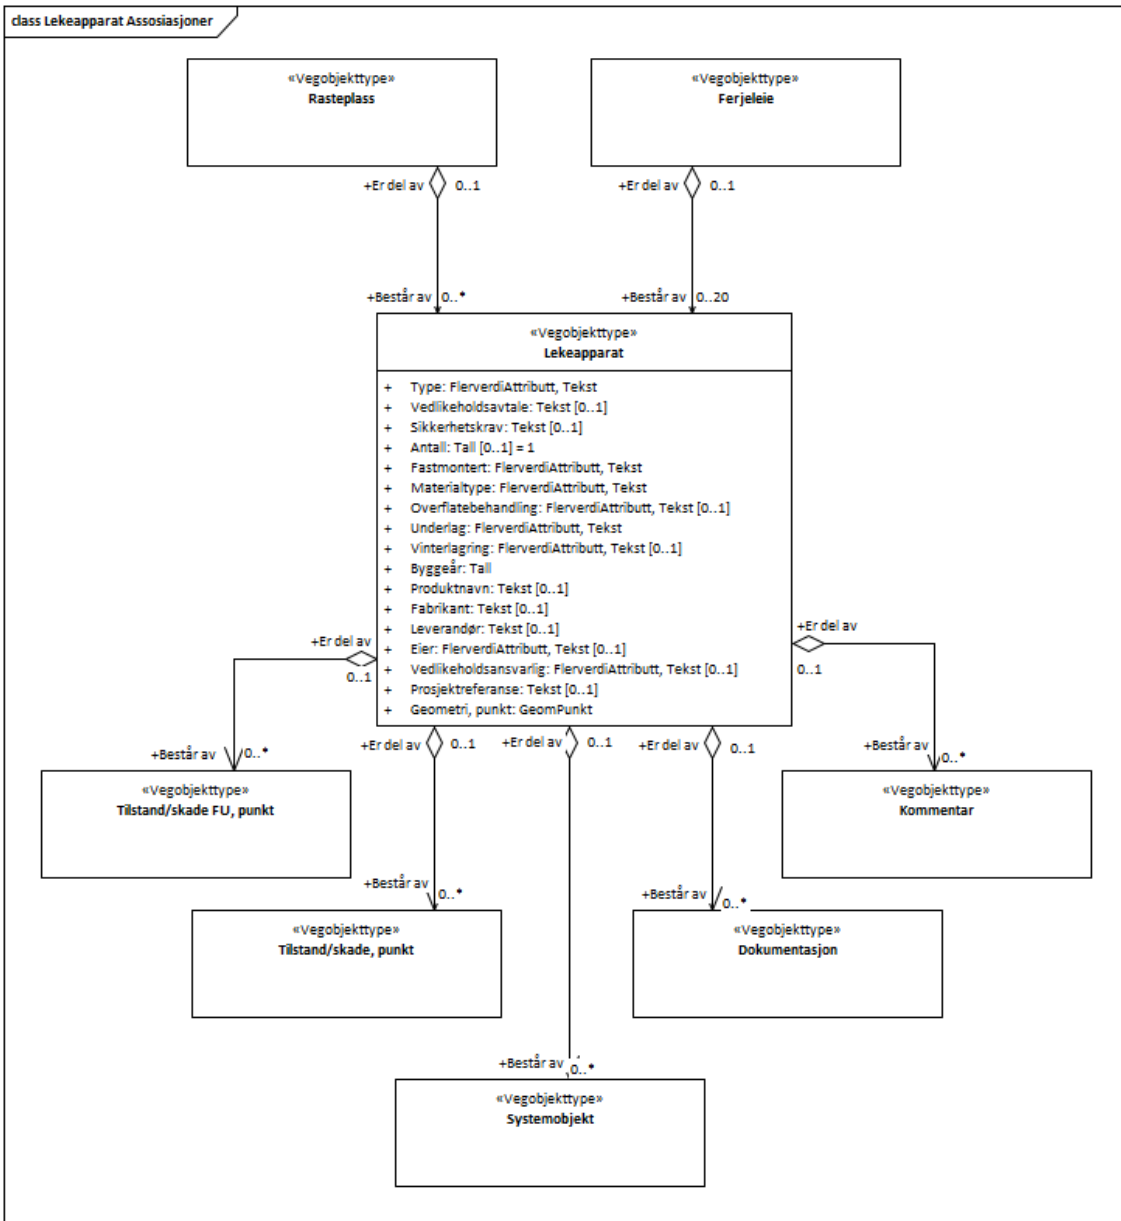 class Lekeapparat Assosiasjoner
«Vegobjekttype»
Rasteplass
«Vegobjekttype»
Ferjeleie
+Er del av 0..1
+Er del av 0..1
+Består av 0..*
+Består av 0..20
«Vegobjekttype»
Lekeapparat
+ Type: FlerverdiAttributt, Tekst
+ Vedlikeholdsavtale: Tekst [0..1]
+ Sikkerhetskrav: Tekst [0..1]
+ Antall: Tall [0..1] = 1
+ Fastmontert: FlerverdiAttributt, Tekst
+ Materialtype: FlerverdiAttributt, Tekst
+ Overflatebehandling: FlerverdiAttributt, Tekst [0..1]
+ Underlag: FlerverdiAttributt, Tekst
+ Vinterlagring: FlerverdiAttributt, Tekst [0..1]
+ Byggeår: Tall
+ Produktnavn: Tekst [0..1]
+ Fabrikant: Tekst [0..1]
+ Leverandør: Tekst [0..1]
+ Eier: FlerverdiAttributt, Tekst [0..1]
+ Vedlikeholdsansvarlig: FlerverdiAttributt, Tekst [0..1]
+ Prosjektreferanse: Tekst [0..1]
+ Geometri, punkt: GeomPunkt
+Er del av
0..1
+Er del av
0..1
+Er del av 0..1
+Er del av 0..1
+Er del av 0..1
+Består av 0..*
+Består av 0..*
«Vegobjekttype»
Tilstand/skade FU, punkt
«Vegobjekttype»
Kommentar
+Består av 0..*
+Består av 0..*
«Vegobjekttype»
Tilstand/skade, punkt
«Vegobjekttype»
Dokumentasjon
+Består av 0..*
«Vegobjekttype»
Systemobjekt